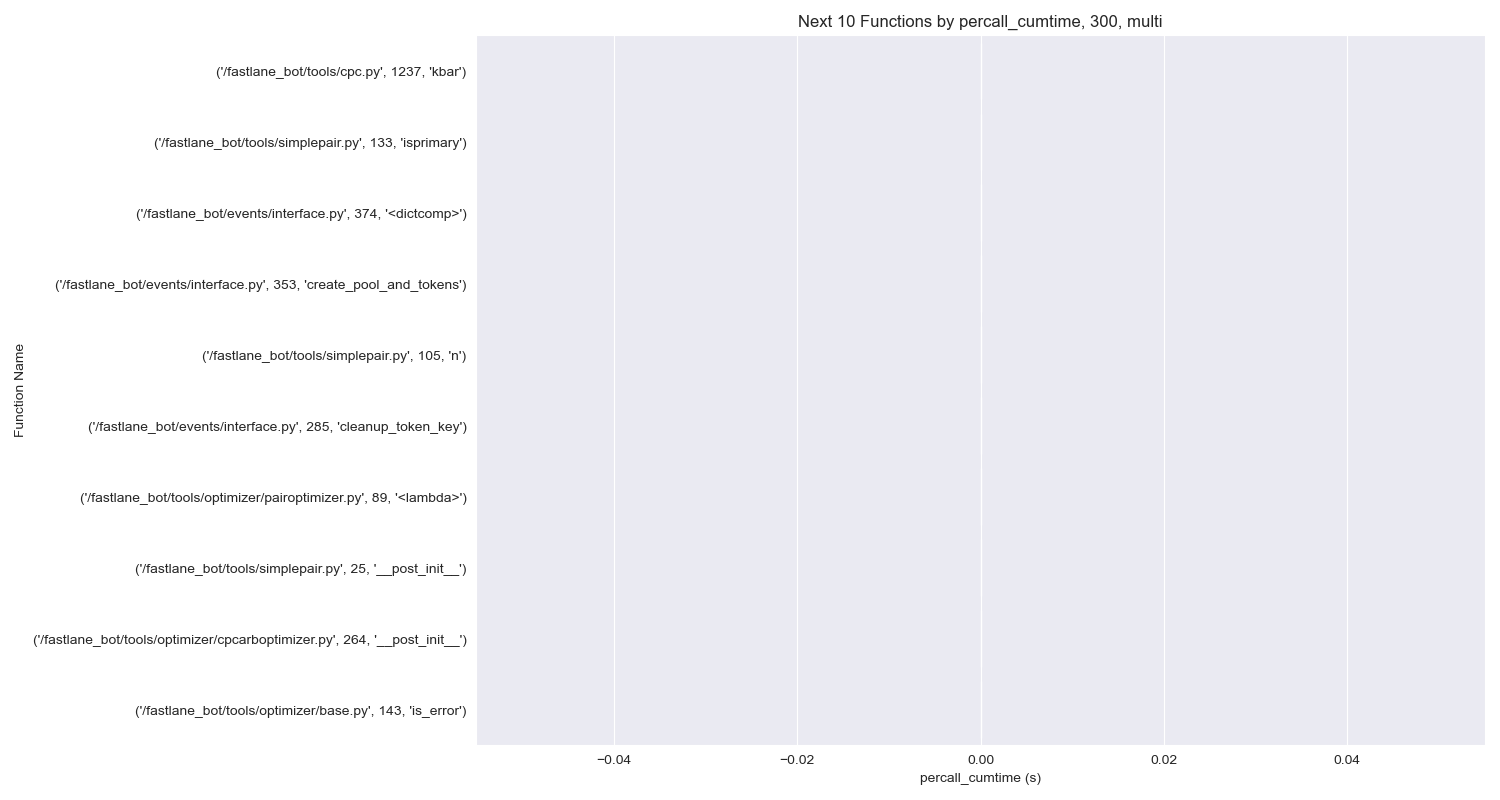 Next 10 Functions by percall_cumtime, 300, multi
('/fastlane_bot/tools/cpc.py', 1237, 'kbar')
('/fastlane_bot/tools/simplepair.py', 133, 'isprimary')
('/fastlane_bot/events/interface.py', 374, '<dictcomp>')
('/fastlane_bot/events/interface.py', 353, 'create_pool_and_tokens')
('/fastlane_bot/tools/simplepair.py', 105, 'n')
('/fastlane_bot/events/interface.py', 285, 'cleanup_token_key')
('/fastlane_bot/tools/optimizer/pairoptimizer.py', 89, '<lambda>')
('/fastlane_bot/tools/simplepair.py', 25, '__post_init__')
('/fastlane_bot/tools/optimizer/cpcarboptimizer.py', 264, '__post_init__')
('/fastlane_bot/tools/optimizer/base.py', 143, 'is_error')
Function Name
−0.04 −0.02 0.00 0.02 0.04
percall_cumtime (s)